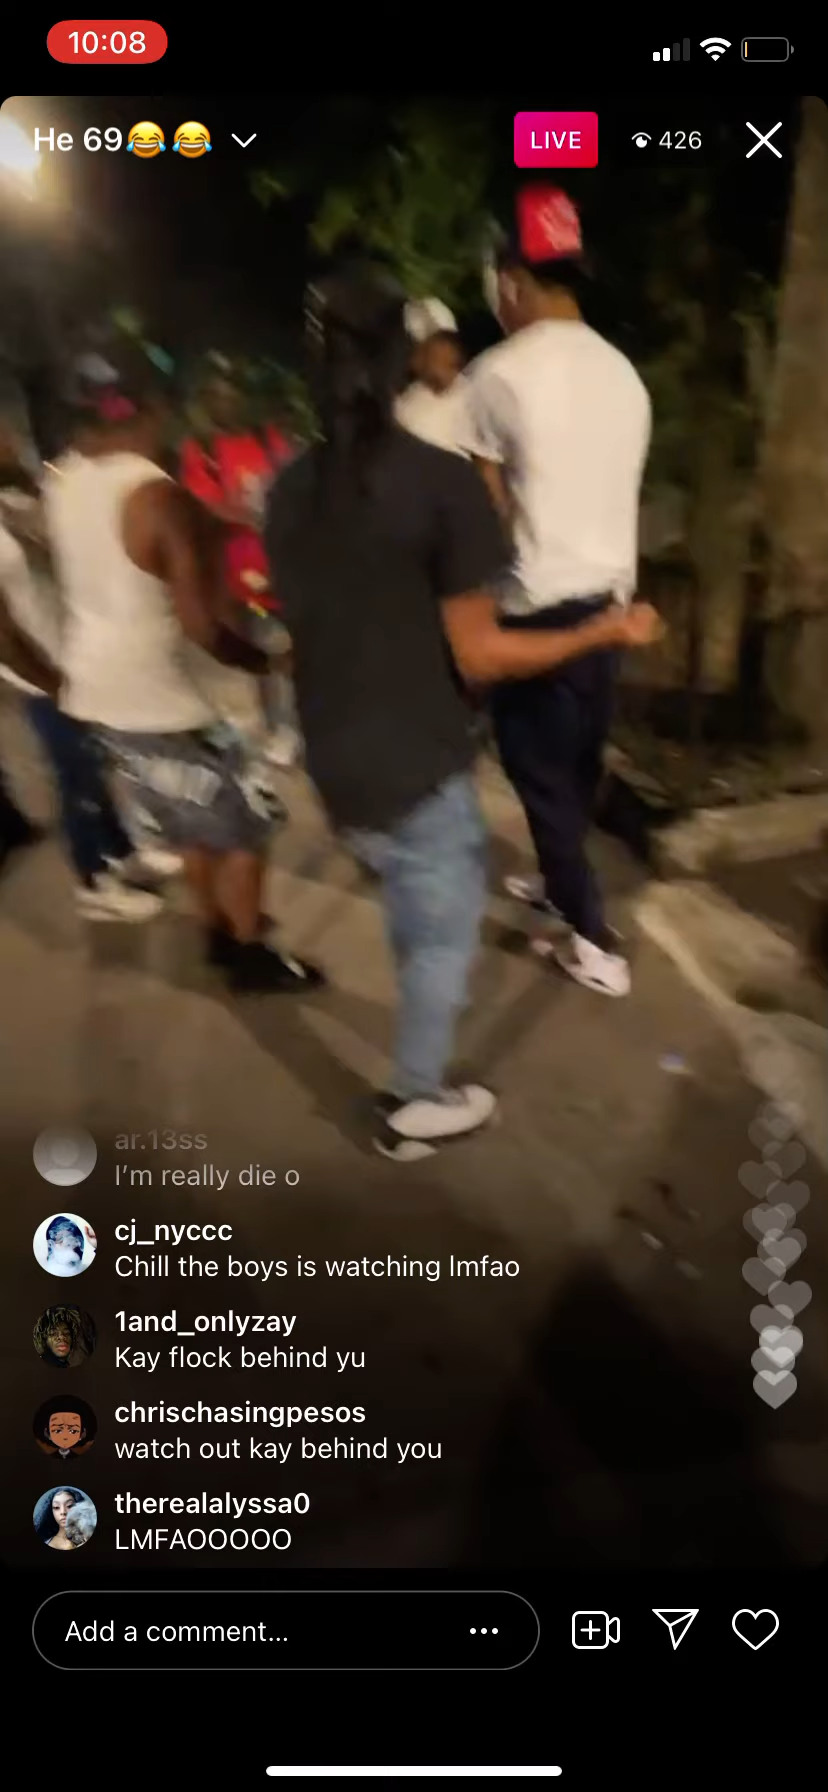 10:08
He 69😂😂
LIVE
426
ar.13ss
I'm really die o
cj_nyccc
Chill the boys is watching lmfao
1and_onlyzay
Kay flock behind yu
chrischasingpesos
watch out kay behind you
therealalyssa0
LMFAOOOOO
Add a comment...